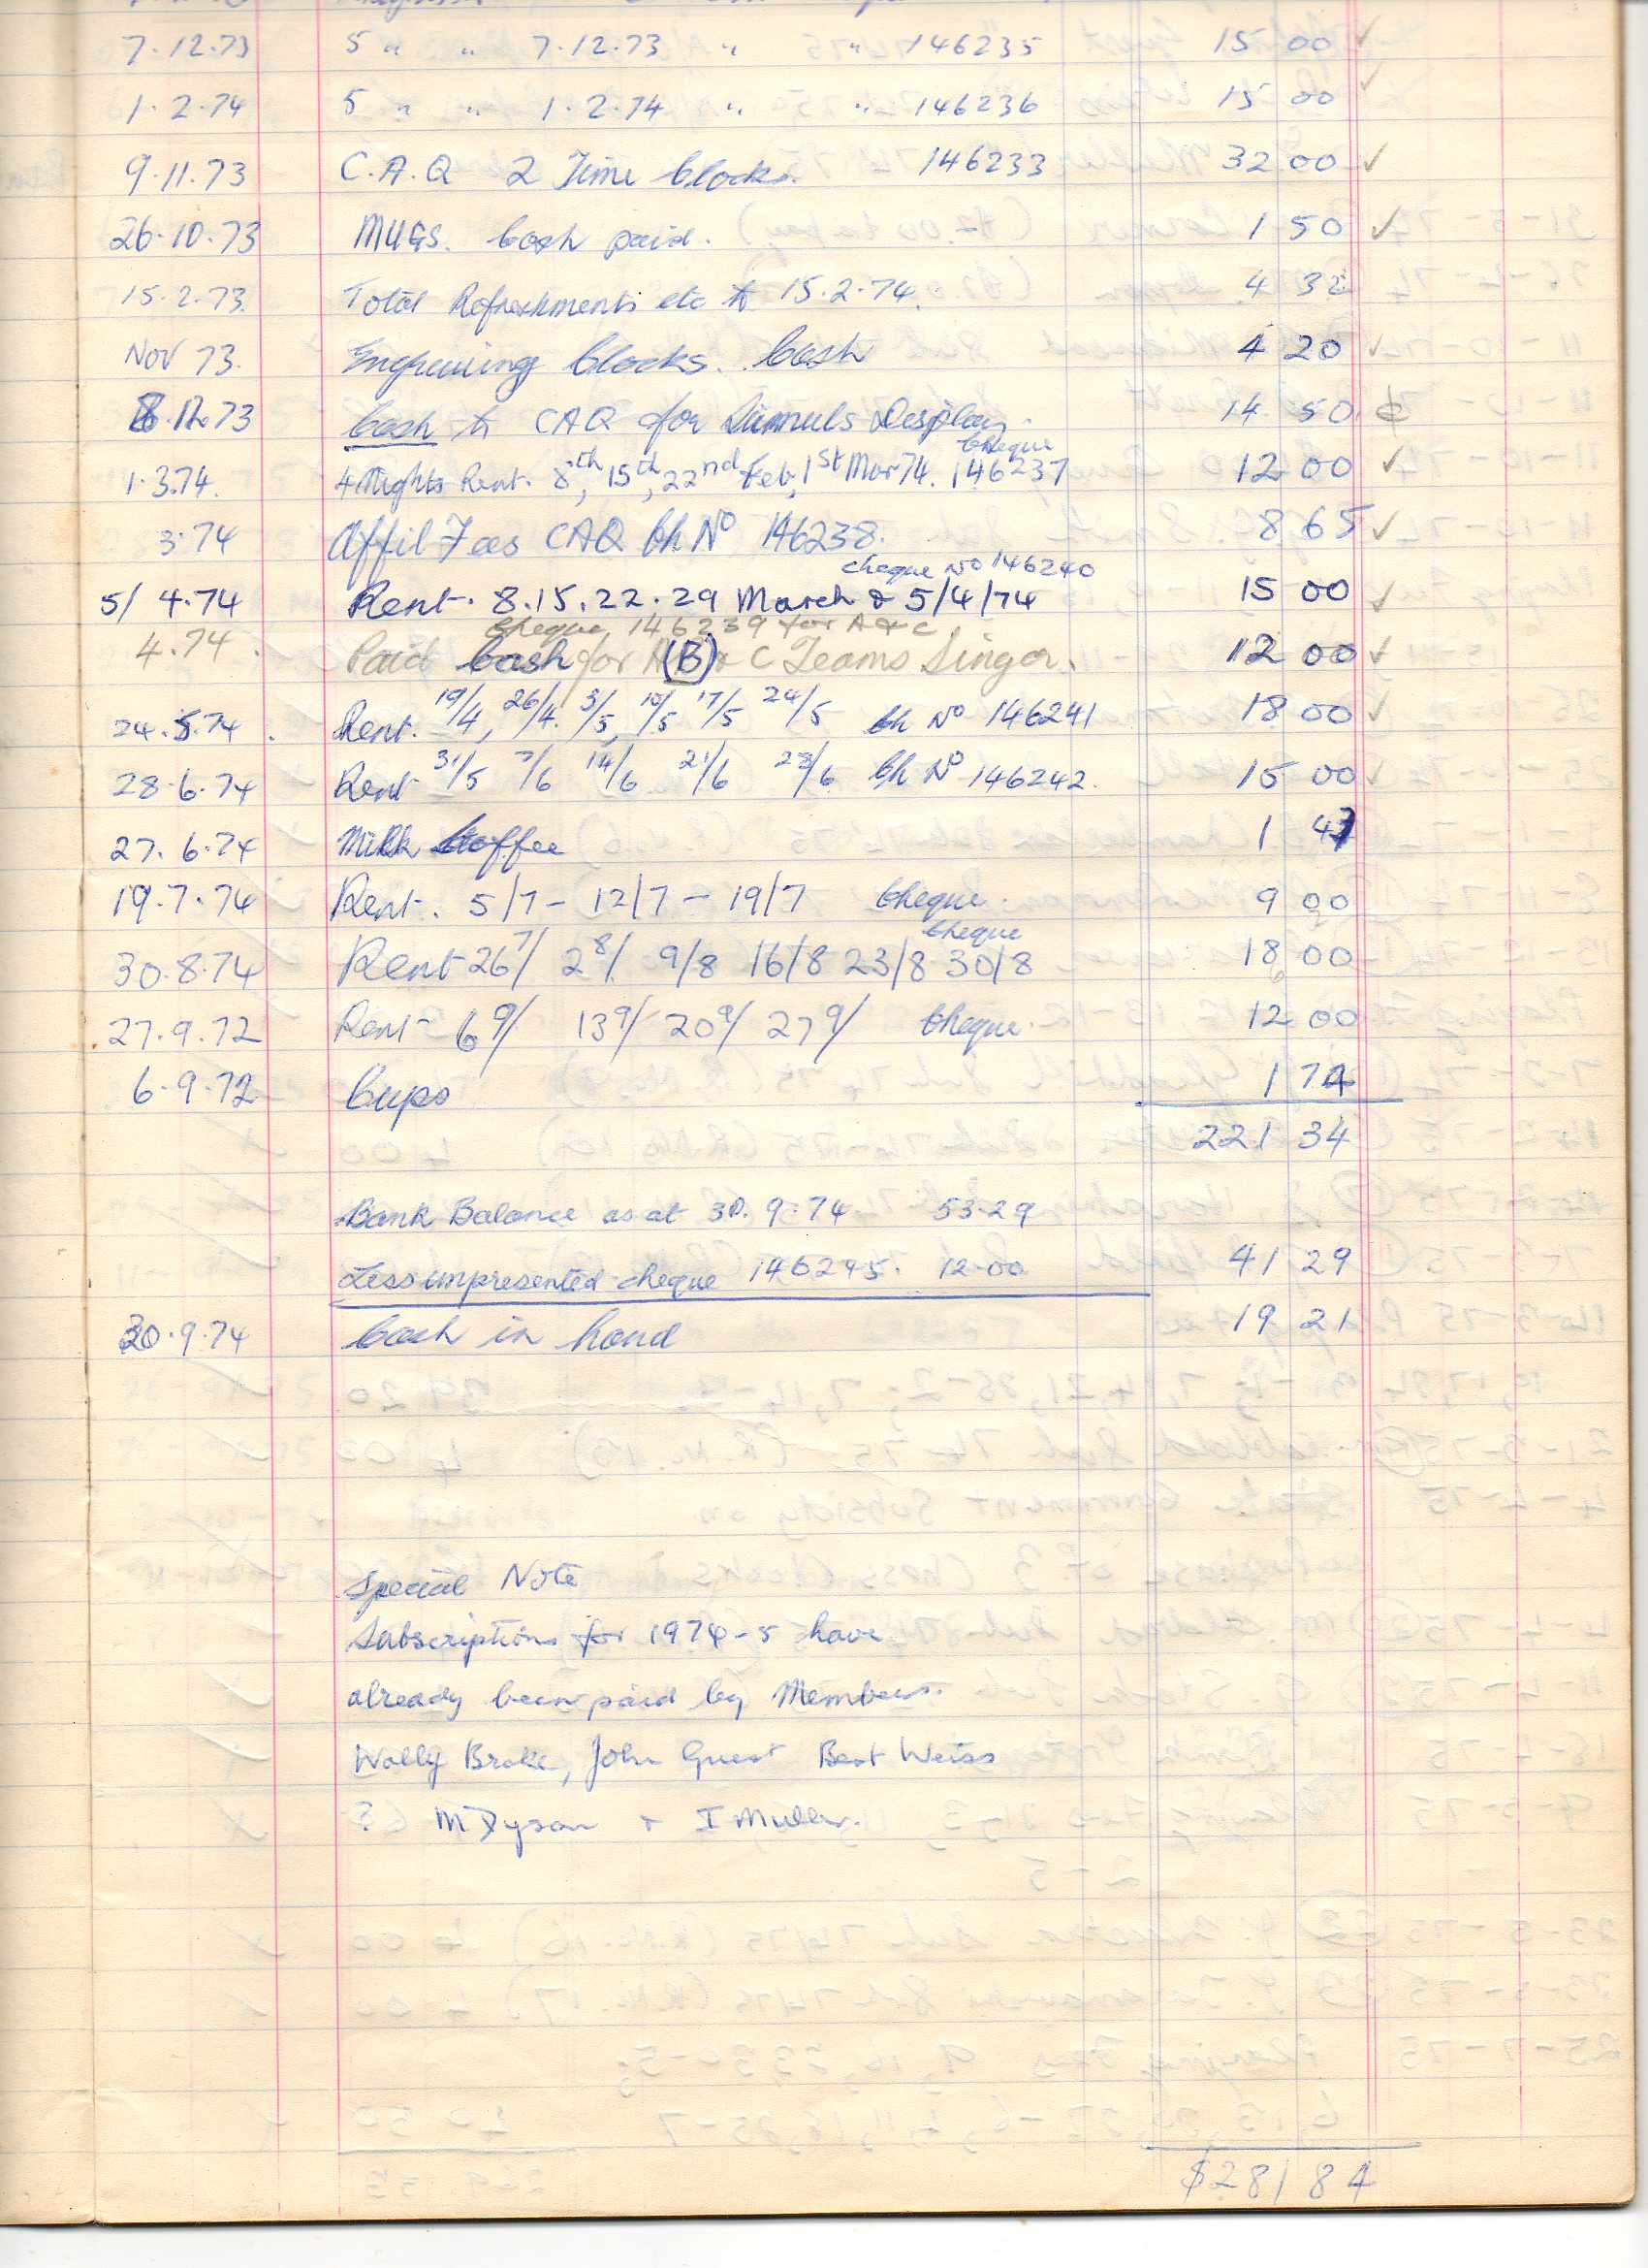 7.12.73 5 " " 7.12.73 " " 146235 15 00 ✓
1.2.74 5 " " 1.2.74 " " 146236 15 00 ✓
9.11.73 C.A.Q 2 Time Clocks. 146233 32 00 ✓
26.10.73 MUGS. Cash paid. 1 50 ✓
15.2.73. Total Refreshments etc to 15.2.74. 4 32
NOV 73. Engraving Clocks.. Cash 4 20 ✓
8.12.73 Cash to CAQ for Simuls Display. 14 50
Cheque
1.3.74. 4 Nights Rent. 8th, 15th, 22nd Feb, 1st Mar 74. 146237 12 00 ✓
3.74 Affil Fees CAQ Ch No 146238. 8 65 ✓
cheque No 146240
5/ 4.74 Rent. 8.15.22.29 March & 5/4/74 15 00 ✓
Cheque 146239 for A & C.
4.74. Paid Cash for (B) & C Teams Singer. 12 00 ✓
24.5.74. Rent. 19/4, 26/4. 3/5, 10/5 17/5 24/5 Ch No 146241 18 00 ✓
28.6.74 Rent 31/5 7/6 14/6 21/6 28/6 Ch No 146242. 15 00 ✓
27.6.74 Milk Coffee 1 43
19.7.74 Rent. 5/7 - 12/7 - 19/7 Cheque. 9 00
Cheque
30.8.74 Rent 26 7/ 2 8/ 9/8 16/8 23/8 30/8 18 00
27.9.72 Rent - 6 9/ 13 9/ 20 9/ 27 9/ Cheque. 12 00
6.9.72 Cups 1 74
221 34
Bank Balance as at 30.9.74. 53.29
Less unpresented cheque 146245. 12.00 41 29
30.9.74 Cash in hand 19 21
Special Note
Subscriptions for 1974-5 have
already been paid by Members.
Wally Broke, John Guest Bert Weiss
? M Dyson + I Muller.
$281 84